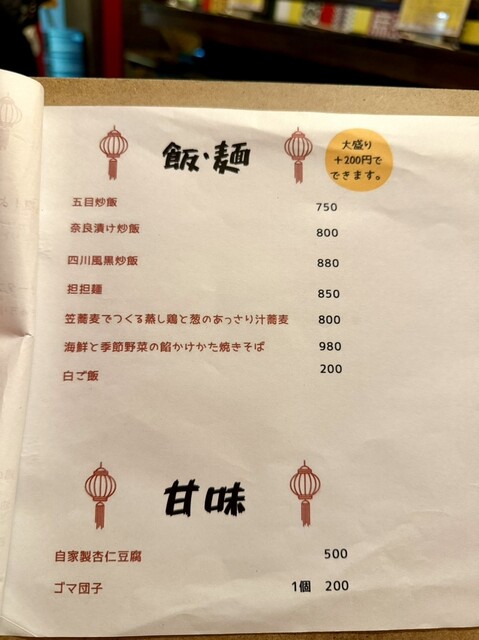 飯・麺
大盛り
+200円で
できます。
五目炒飯 750
奈良漬け炒飯 800
四川風黒炒飯 880
担担麺 850
笠蕎麦でつくる蒸し鶏と葱のあっさり汁蕎麦 800
海鮮と季節野菜の餡かけかた焼きそば 980
白ご飯 200
甘味
自家製杏仁豆腐 500
ゴマ団子 1個 200